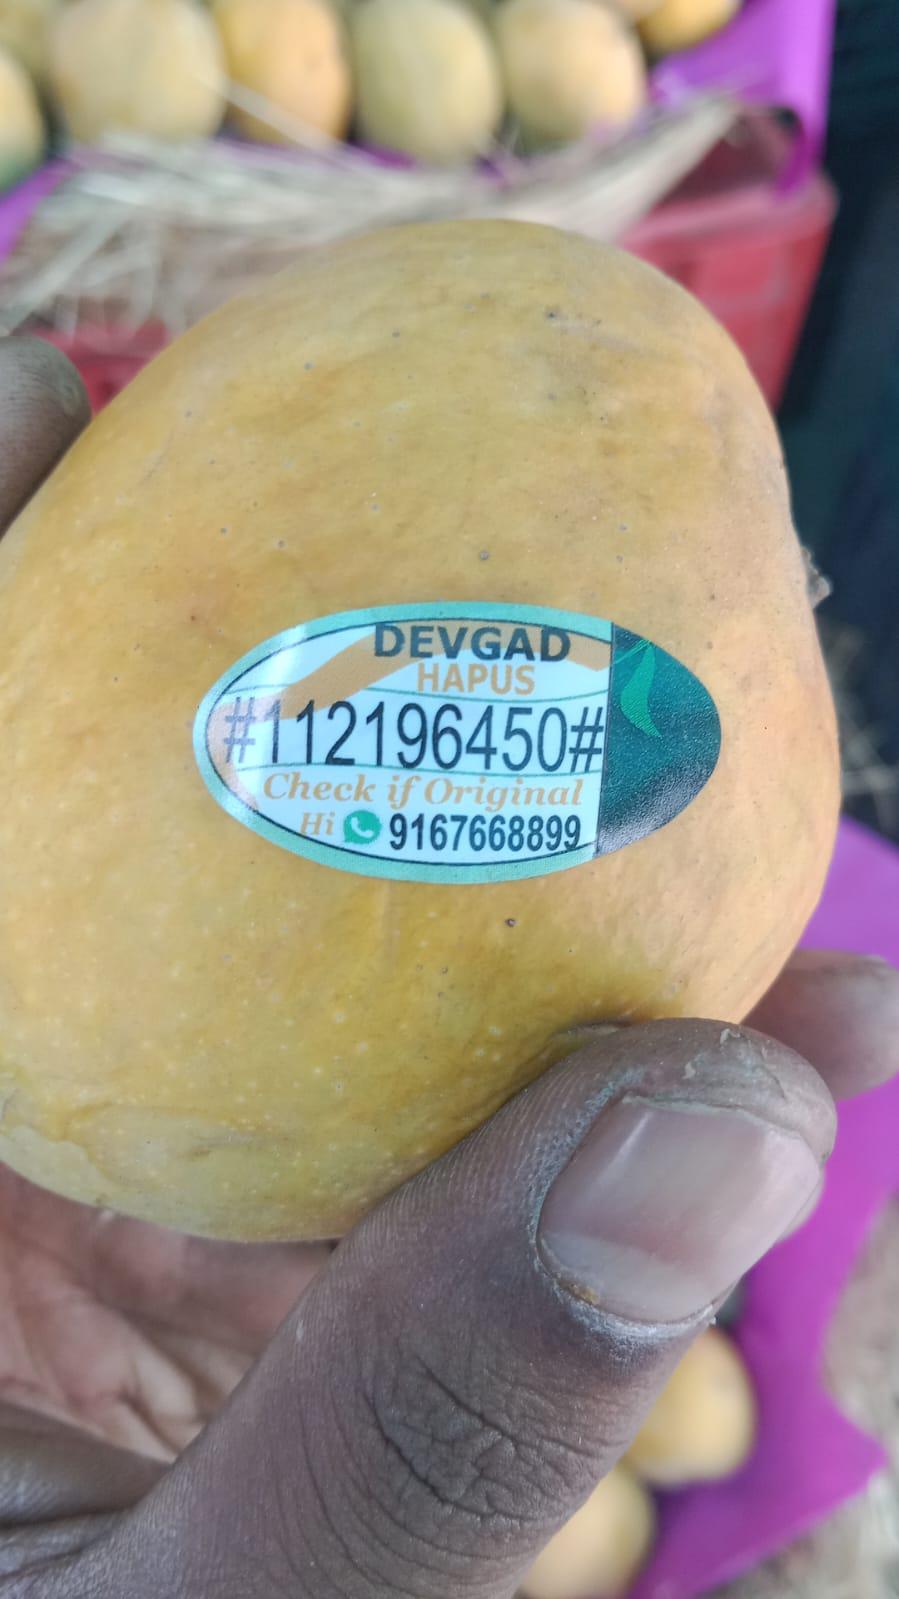 DEVGAD
HAPUS
#112196450#
Check if Original
Hi 9167668899